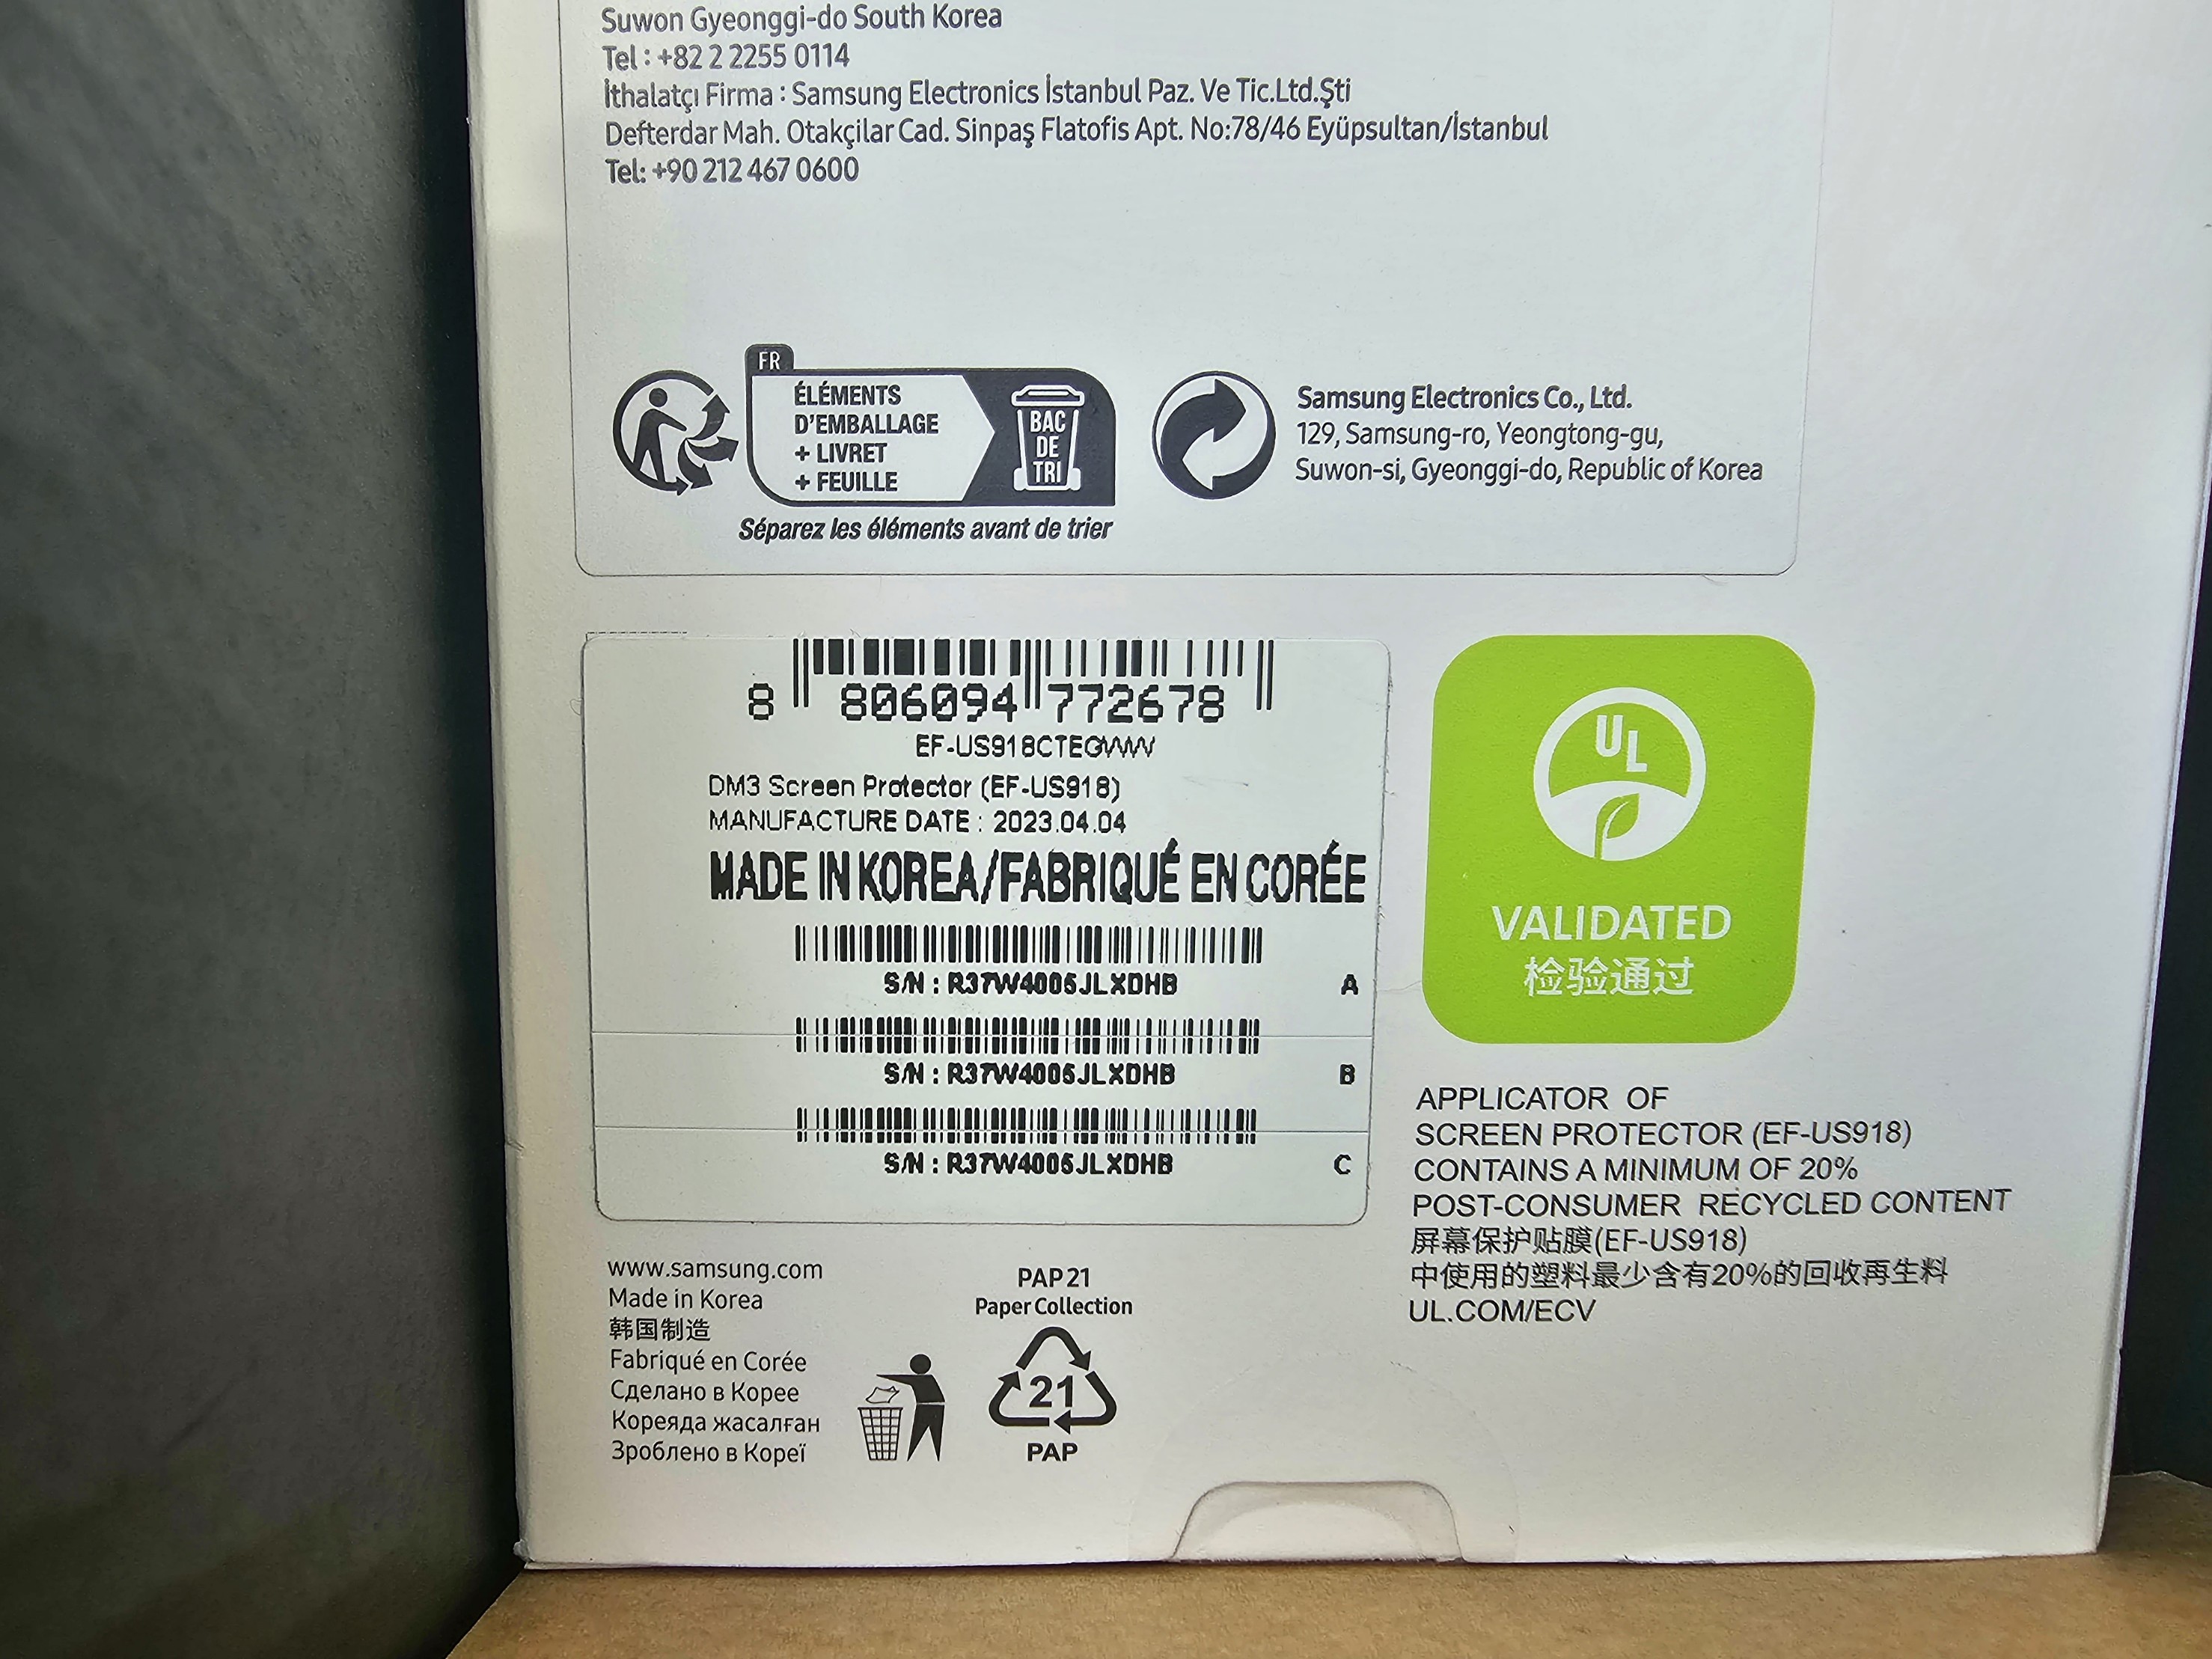 Suwon Gyeonggi-do South Korea
Tel : +82 2 2255 0114
İthalatçı Firma : Samsung Electronics İstanbul Paz. Ve Tic.Ltd.Şti
Defterdar Mah. Otakçilar Cad. Sinpaş Flatofis Apt. No:78/46 Eyüpsultan/İstanbul
Tel: +90 212 467 0600
FR
ÉLÉMENTS
D'EMBALLAGE
+ LIVRET
+ FEUILLE
BAC
DE
TRI
Séparez les éléments avant de trier
Samsung Electronics Co., Ltd.
129, Samsung-ro, Yeongtong-gu,
Suwon-si, Gyeonggi-do, Republic of Korea
8 806094 772678
EF-US918CTEGWW
DM3 Screen Protector (EF-US918)
MANUFACTURE DATE : 2023.04.04
MADE IN KOREA/FABRIQUÉ EN CORÉE
S/N : R37W4005JLXDHB
A
S/N : R37W4005JLXDHB
B
S/N : R37W4005JLXDHB
C
UL
VALIDATED
检验通过
APPLICATOR OF
SCREEN PROTECTOR (EF-US918)
CONTAINS A MINIMUM OF 20%
POST-CONSUMER RECYCLED CONTENT
屏幕保护贴膜(EF-US918)
中使用的塑料最少含有20%的回收再生料
UL.COM/ECV
www.samsung.com
Made in Korea
韩国制造
Fabriqué en Corée
Сделано в Корее
Кореяда жасалған
Зроблено в Кореї
PAP 21
Paper Collection
21
PAP